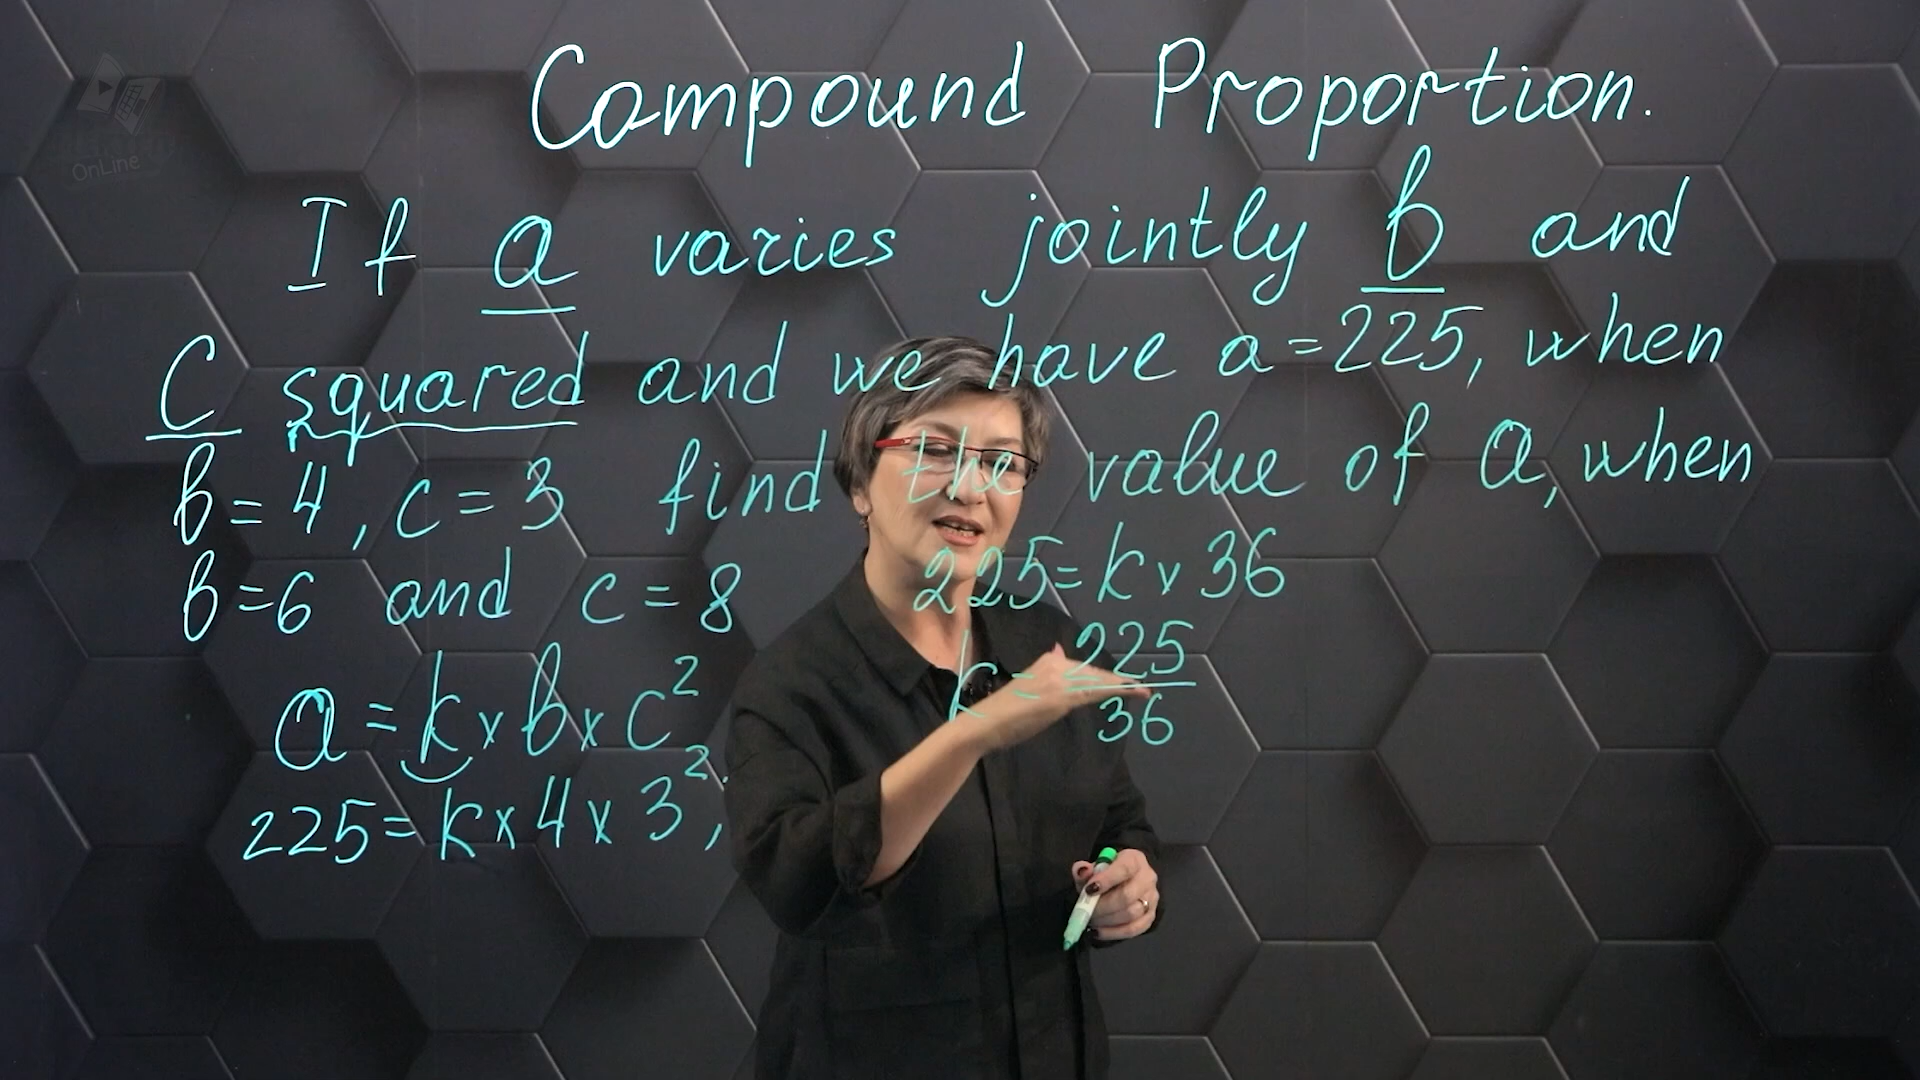 OnLine
Compound Proportion.
If a varies jointly b and
C squared and we have a=225, when
b=4, c=3 find the value of a, when
b=6 and c=8
a=k×b×c²
225=k×4×3²,
225=k×36
k=225/36